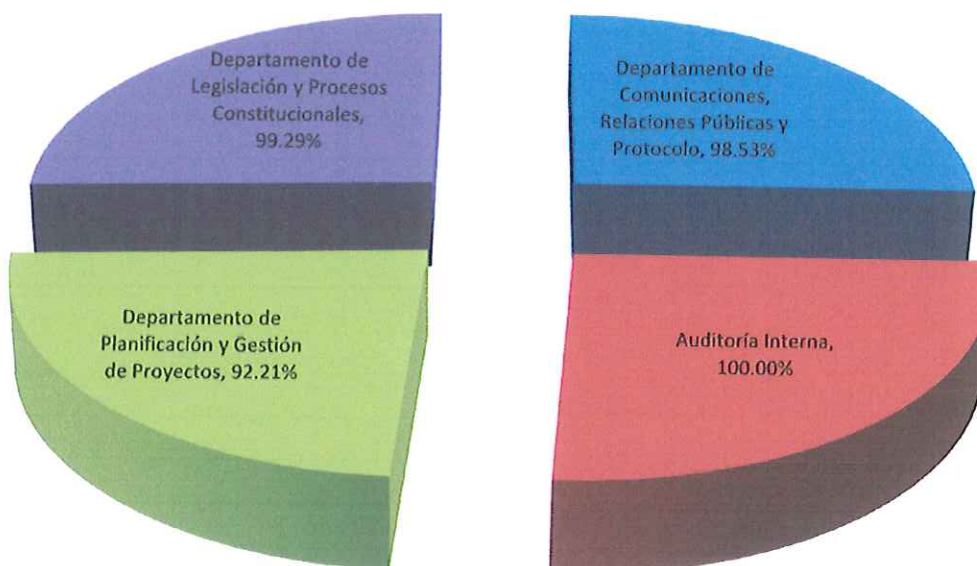 Departamento de
Legislación y Procesos
Constitucionales,
99.29%
Departamento de
Comunicaciones,
Relaciones Públicas y
Protocolo, 98.53%
Departamento de
Planificación y Gestión
de Proyectos, 92.21%
Auditoría Interna,
100.00%